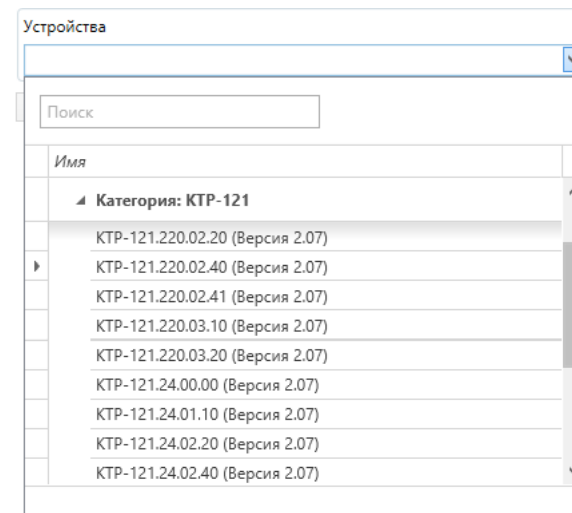 Устройства
Поиск
Имя
Категория: КТР-121
КТР-121.220.02.20 (Версия 2.07)
КТР-121.220.02.40 (Версия 2.07)
КТР-121.220.02.41 (Версия 2.07)
КТР-121.220.03.10 (Версия 2.07)
КТР-121.220.03.20 (Версия 2.07)
КТР-121.24.00.00 (Версия 2.07)
КТР-121.24.01.10 (Версия 2.07)
КТР-121.24.02.20 (Версия 2.07)
КТР-121.24.02.40 (Версия 2.07)